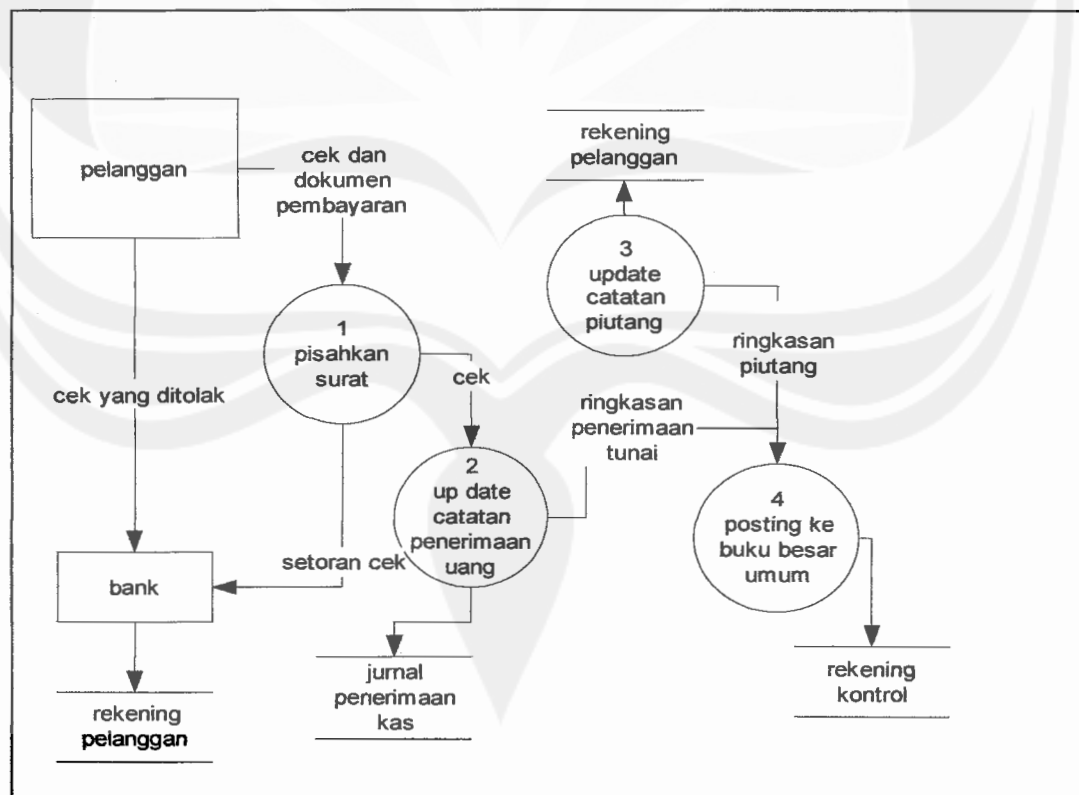 pelanggan
cek dan
dokumen
pembayaran
rekening
pelanggan
1
pisahkan
surat
3
update
catatan
piutang
cek yang ditolak
cek
ringkasan
piutang
ringkasan
penerimaan
tunai
2
up date
catatan
penerimaan
uang
4
posting ke
buku besar
umum
bank
setoran cek
rekening
pelanggan
jurnal
penerimaan
kas
rekening
kontrol